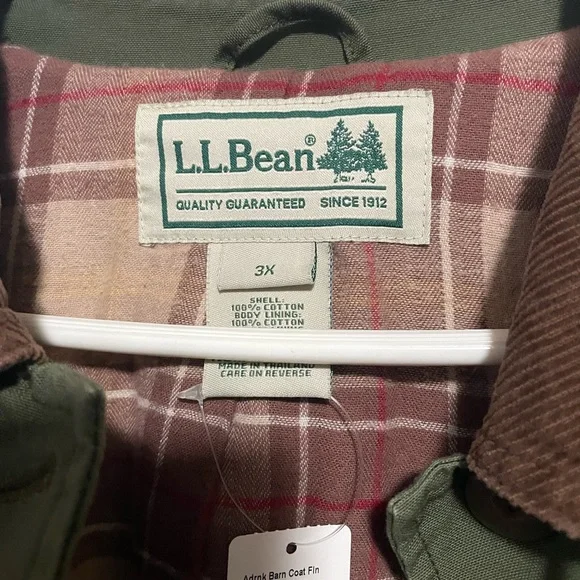 L.L.Bean®
QUALITY GUARANTEED SINCE 1912
3X
SHELL:
100% COTTON
BODY LINING:
100% COTTON
MADE IN THAILAND
CARE ON REVERSE
Adrnk Barn Coat Fin